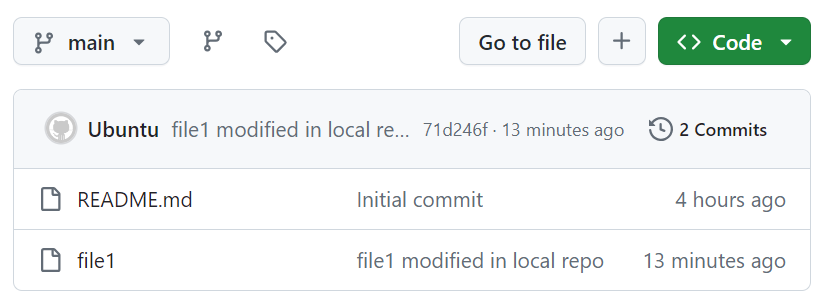 main Go to file + Code
Ubuntu file1 modified in local re... 71d246f · 13 minutes ago 2 Commits
README.md Initial commit 4 hours ago
file1 file1 modified in local repo 13 minutes ago